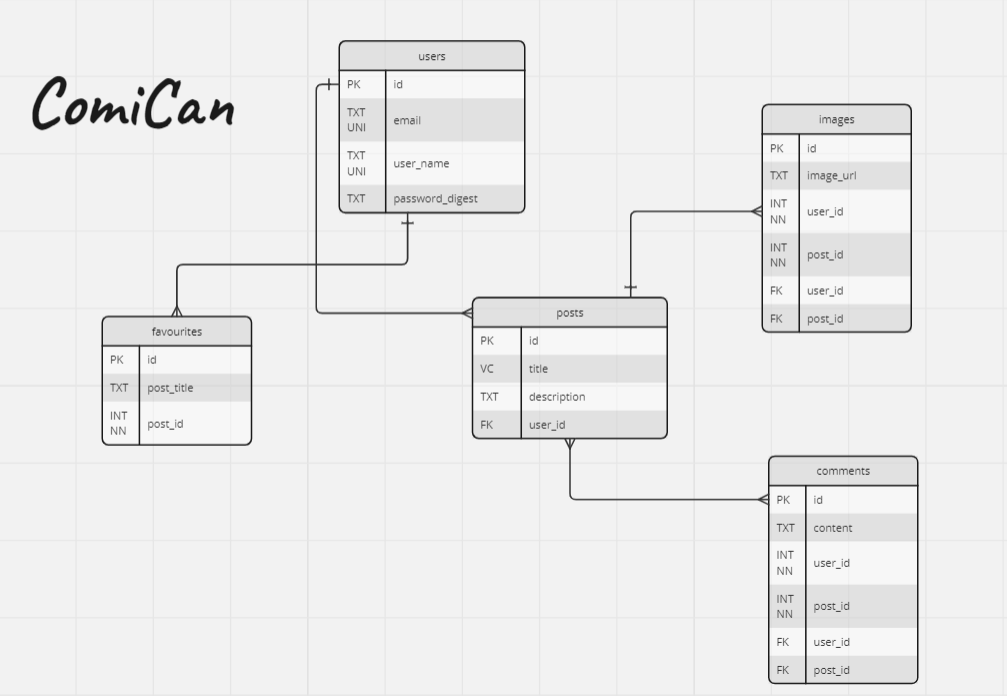 ComiCan
users
PK id
TXT UNI email
TXT UNI user_name
TXT password_digest
images
PK id
TXT image_url
INT NN user_id
INT NN post_id
FK user_id
FK post_id
favourites
PK id
TXT post_title
INT NN post_id
posts
PK id
VC title
TXT description
FK user_id
comments
PK id
TXT content
INT NN user_id
INT NN post_id
FK user_id
FK post_id